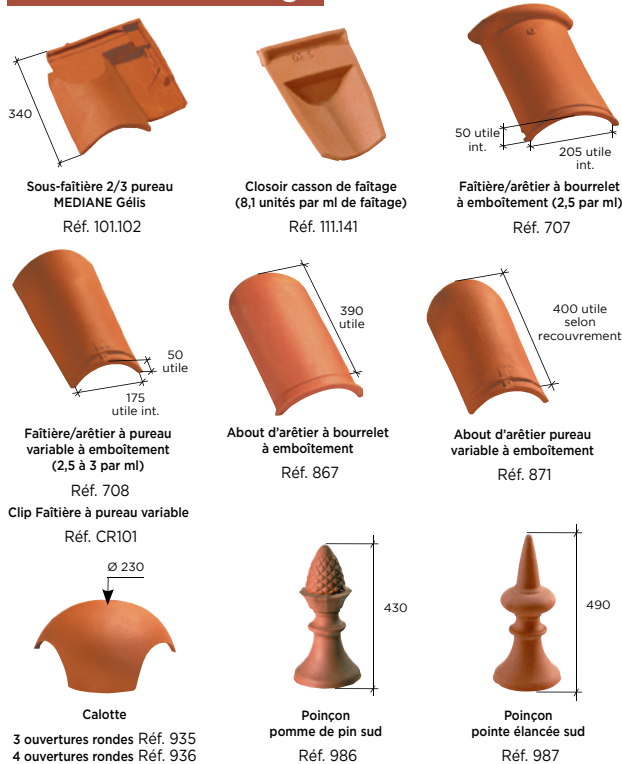 340
Sous-faîtière 2/3 pureau
MEDIANE Gélis
Réf. 101.102
Closoir casson de faîtage
(8,1 unités par ml de faîtage)
Réf. 111.141
50 utile
int.
205 utile
int.
Faîtière/arêtier à bourrelet
à emboîtement (2,5 par ml)
Réf. 707
50
utile
175
utile int.
Faîtière/arêtier à pureau
variable à emboîtement
(2,5 à 3 par ml)
Réf. 708
Clip Faîtière à pureau variable
Réf. CR101
390
utile
About d'arêtier à bourrelet
à emboîtement
Réf. 867
400 utile
selon
recouvrement
About d'arêtier pureau
variable à emboîtement
Réf. 871
Ø 230
Calotte
3 ouvertures rondes Réf. 935
4 ouvertures rondes Réf. 936
430
Poinçon
pomme de pin sud
Réf. 986
490
Poinçon
pointe élancée sud
Réf. 987